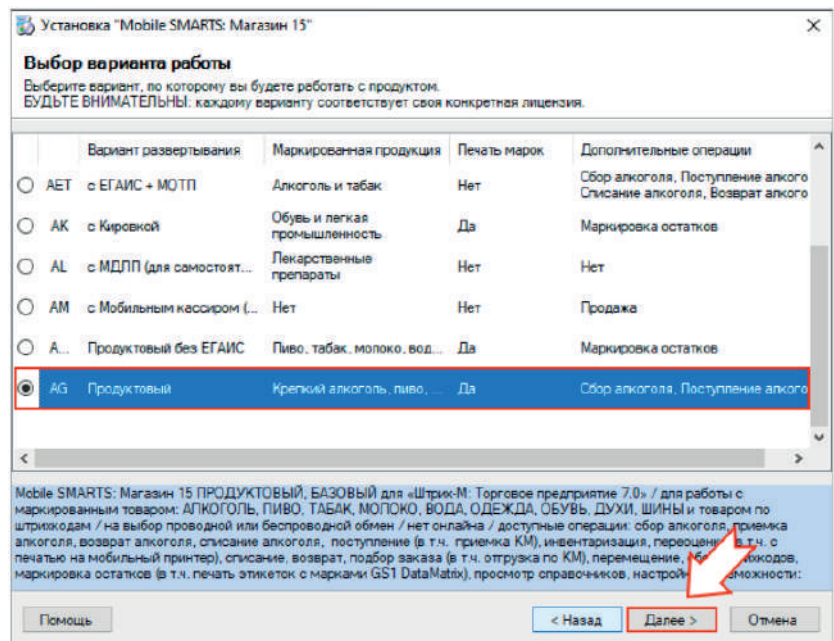 Установка "Mobile SMARTS: Магазин 15"
Выбор варианта работы
Выберите вариант, по которому вы будете работать с продуктом.
БУДЬТЕ ВНИМАТЕЛЬНЫ: каждому варианту соответствует своя конкретная лицензия.
Вариант развертывания Маркированная продукция Печать марок Дополнительные операции
AET с ЕГАИС + МОТП Алкоголь и табак Нет Сбор алкоголя, Поступление алкого
Списание алкоголя, Возврат алкого
AK с Кировкой Обувь и легкая промышленность Да Маркировка остатков
AL с МДЛП (для самостоят... Лекарственные препараты Нет Нет
AM с Мобильным кассиром (... Нет Нет Продажа
A... Продуктовый без ЕГАИС Пиво, табак, молоко, вод... Да Маркировка остатков
AG Продуктовый Крепкий алкоголь, пиво, ... Да Сбор алкоголя, Поступление алкого
Mobile SMARTS: Магазин 15 ПРОДУКТОВЫЙ, БАЗОВЫЙ для «Штрих-М: Торговое предприятие 7.0» / для работы с
маркированным товаром: АЛКОГОЛЬ, ПИВО, ТАБАК, МОЛОКО, ВОДА, ОДЕЖДА, ОБУВЬ, ДУХИ, ШИНЫ и товаром по
штрихкодам / на выбор проводной или беспроводной обмен / нет онлайна / доступные операции: сбор алкоголя, приемка
алкоголя, возврат алкоголя, списание алкоголя, поступление (в т.ч. приемка КМ), инвентаризация, переоценка (в т.ч. с
печатью на мобильный принтер), списание, возврат, подбор заказа (в т.ч. отгрузка по КМ), перемещение,
маркировка остатков (в т.ч. печать этикеток с марками GS1 DataMatrix), просмотр справочников,
Помощь < Назад Далее > Отмена